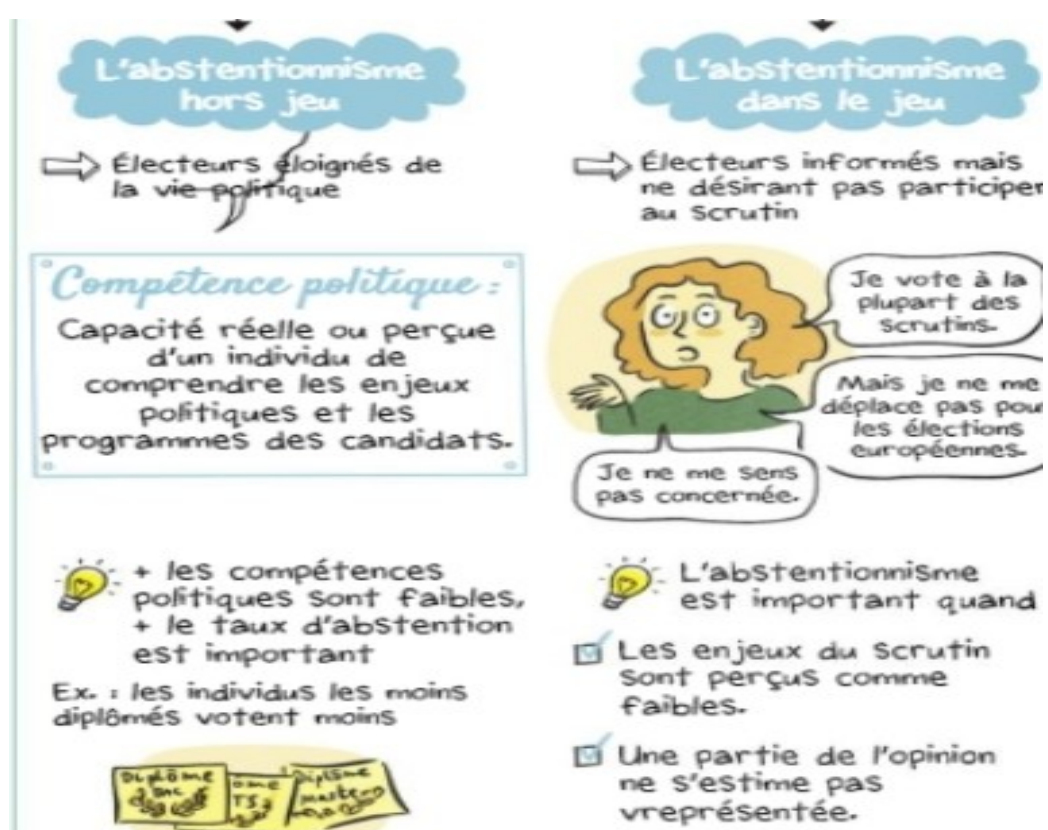 L'abstentionnisme
hors jeu
Électeurs éloignés de
la vie politique
Compétence politique :
Capacité réelle ou perçue
d'un individu de
comprendre les enjeux
politiques et les
programmes des candidats.
+ les compétences
politiques sont faibles,
+ le taux d'abstention
est important
Ex. : les individus les moins
diplômés votent moins
Diplôme
Bac
TS
Diplôme
Master
L'abstentionnisme
dans le jeu
Électeurs informés mais
ne désirant pas participer
au scrutin
Je vote à la
plupart des
scrutins.
Mais je ne me
déplace pas pour
les élections
européennes.
Je ne me sens
pas concernée.
L'abstentionnisme
est important quand
Les enjeux du scrutin
sont perçus comme
faibles.
Une partie de l'opinion
ne s'estime pas
vreprésentée.